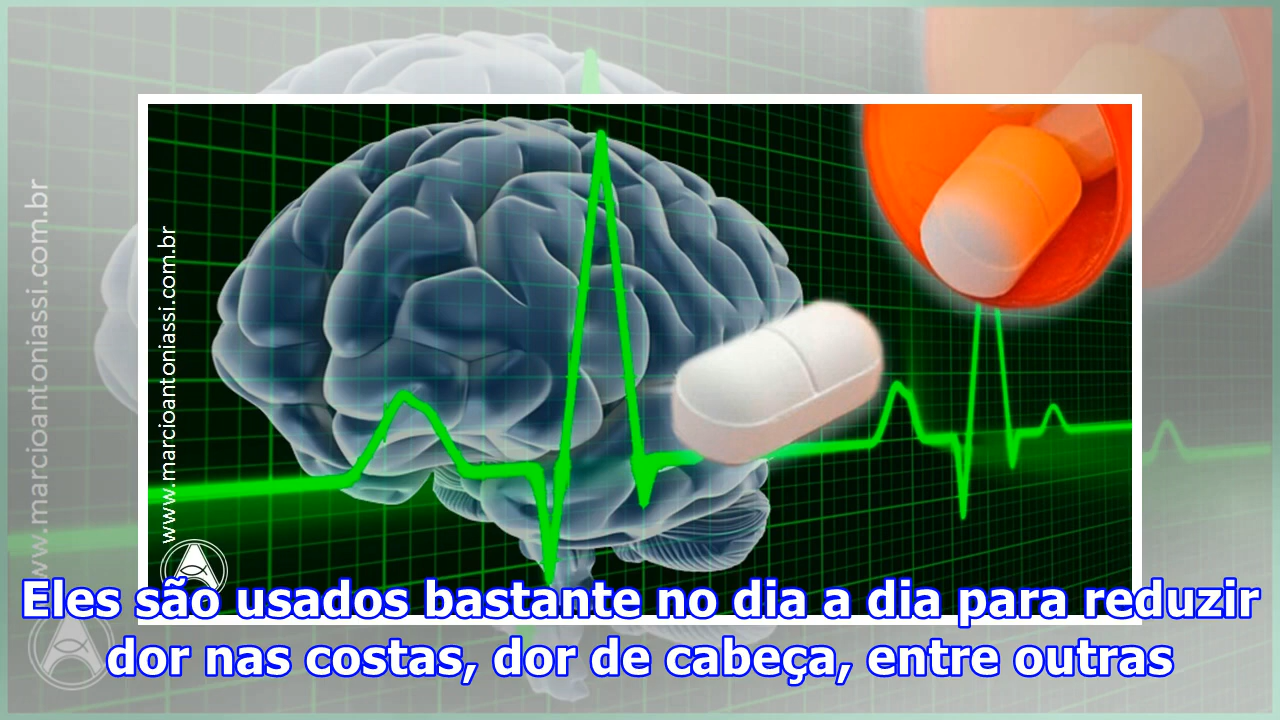 www.marcioantoniassi.com.br
www.marcioantoniassi.com.br
Eles são usados bastante no dia a dia para reduzir
dor nas costas, dor de cabeça, entre outras